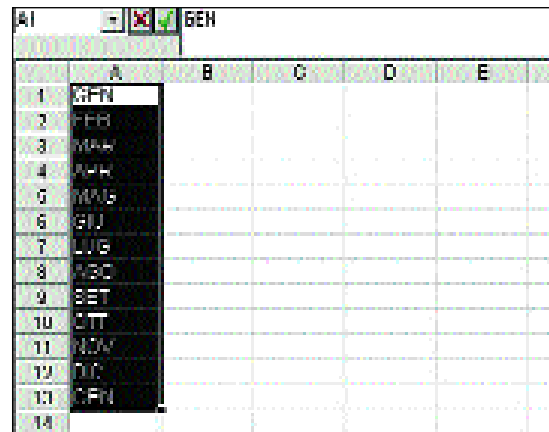 A1 GEN
A B C D E
1 GEN
2 FEB
3 MAR
4 APR
5 MAG
6 GIU
7 LUG
8 AGO
9 SET
10 OTT
11 NOV
12 DIC
13 GEN
14